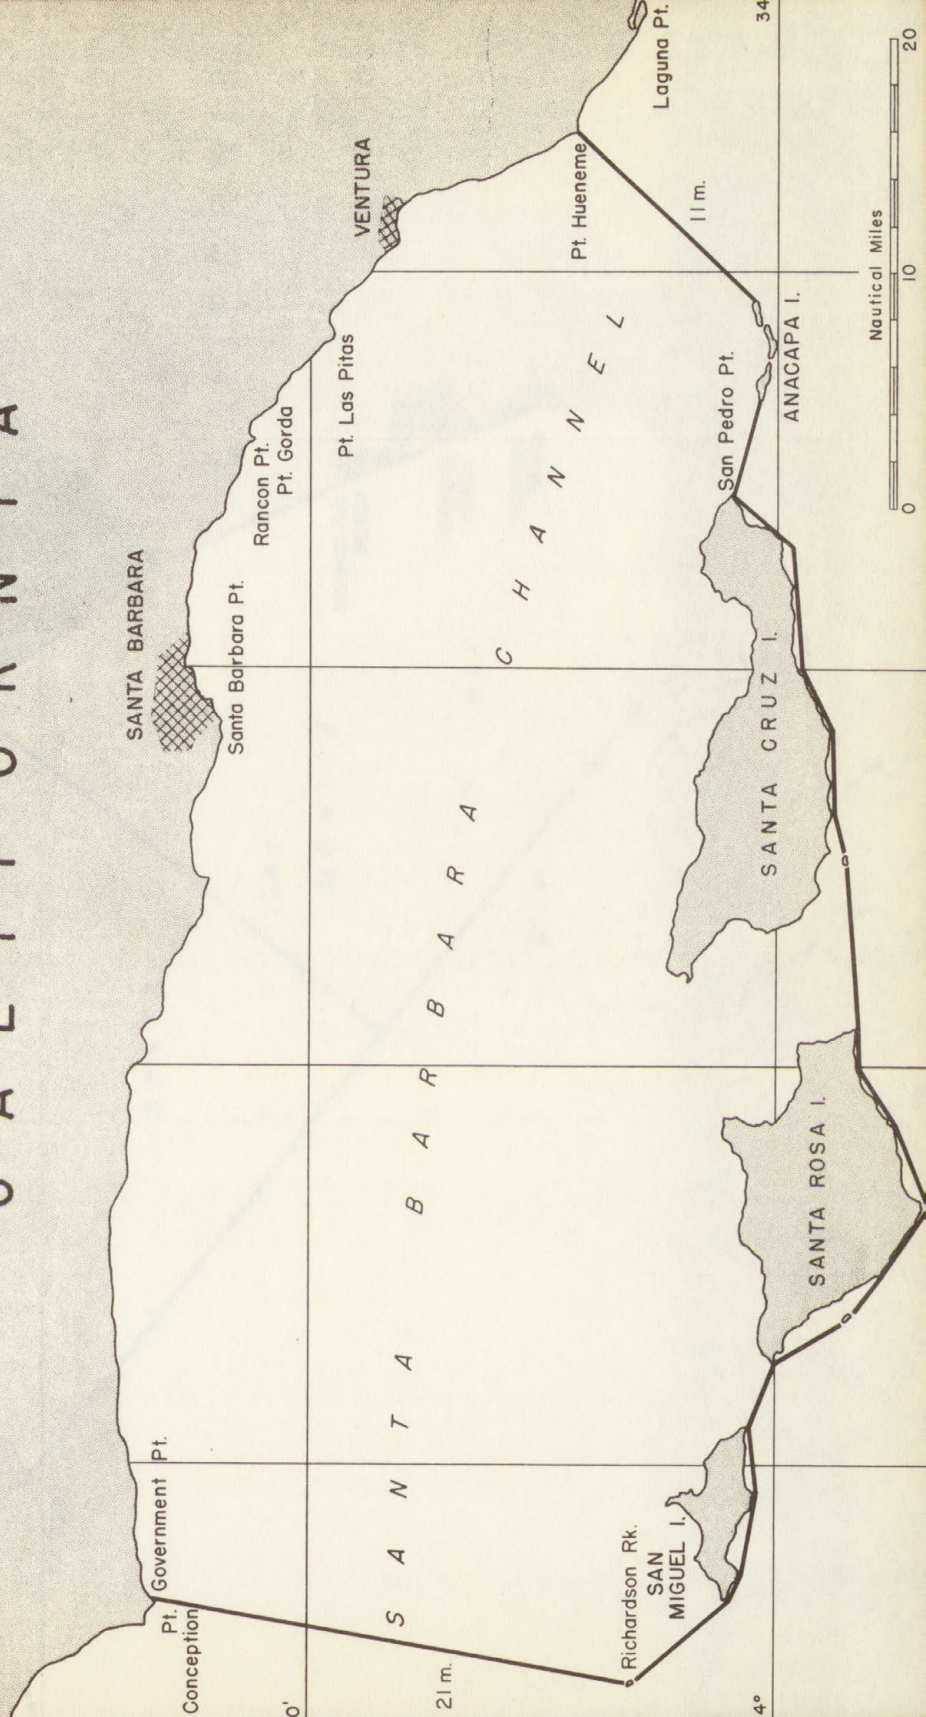 C A L I F O R N I A
SANTA BARBARA
VENTURA
Pt.
Conception
Government Pt.
Santa Barbara Pt.
Rancon Pt.
Pt. Gorda
Pt. Las Pitas
Pt. Hueneme
Laguna Pt.
SANTA BARBARA CHANNEL
21 m.
11 m.
Richardson Rk.
SAN
MIGUEL I.
SANTA ROSA I.
SANTA CRUZ I.
San Pedro Pt.
ANACAPA I.
0'
4°
34
Nautical Miles
0 10 20